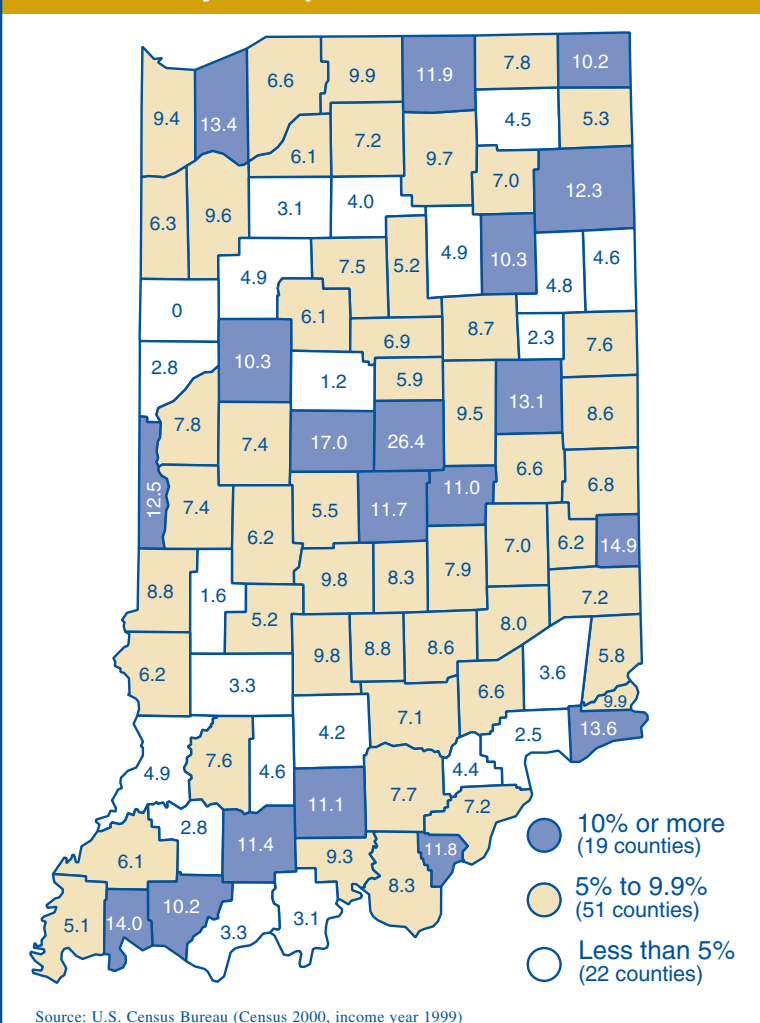 6.6 9.9 11.9 7.8 10.2
9.4 13.4 7.2 4.5 5.3
6.1 9.7 7.0 12.3
6.3 9.6 3.1 4.0
4.9 7.5 5.2 4.9 10.3 4.8 4.6
0 6.1 6.9 8.7 2.3 7.6
2.8 10.3 1.2 5.9 9.5 13.1 8.6
7.8 7.4 17.0 26.4
12.5 7.4 6.2 5.5 11.7 11.0 6.6 6.8
7.0 6.2 14.9
8.8 1.6 9.8 8.3 7.9 7.2
5.2 9.8 8.8 8.6 8.0
6.2 3.3 6.6 3.6 5.8
9.9
4.2 7.1 2.5 13.6
4.9 7.6 4.6 11.1 7.7 4.4
7.2
2.8 11.4 9.3 11.8
6.1 8.3
5.1 14.0 10.2 3.3 3.1
10% or more
(19 counties)
5% to 9.9%
(51 counties)
Less than 5%
(22 counties)
Source: U.S. Census Bureau (Census 2000, income year 1999)